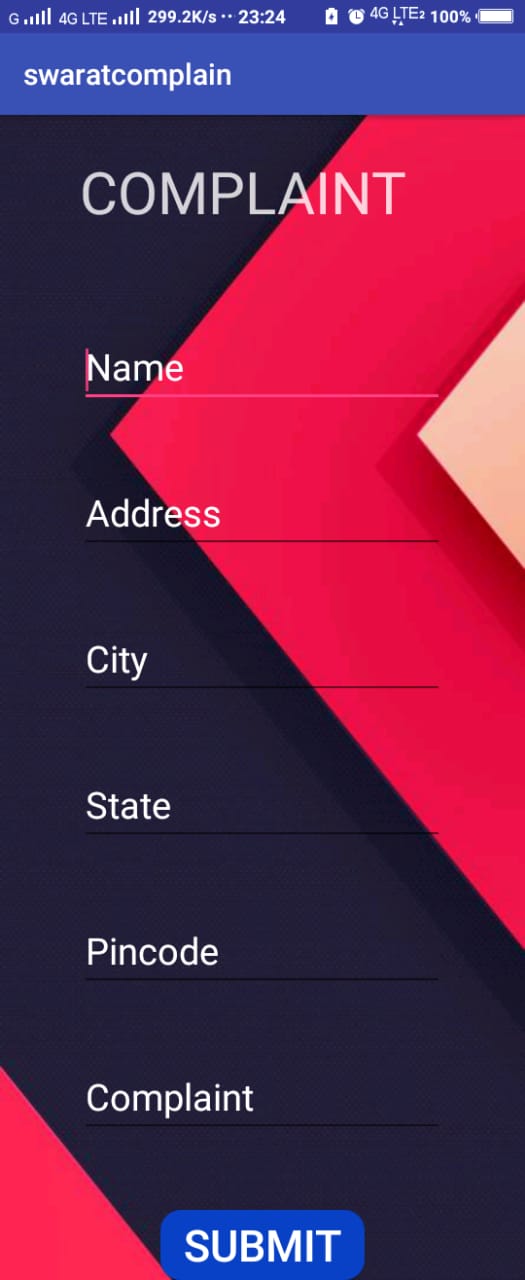 G 4G LTE 299.2K/s ··· 23:24 4G LTE2 100%
swaratcomplain
COMPLAINT
Name
Address
City
State
Pincode
Complaint
SUBMIT